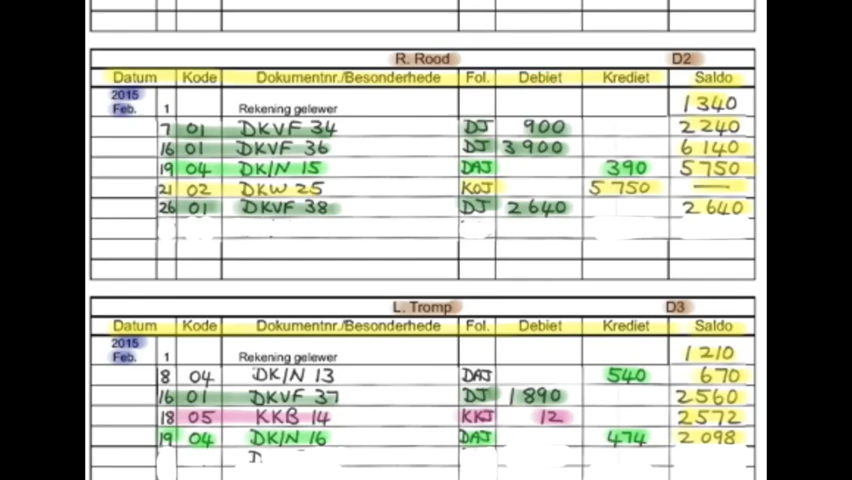 R. Rood D2
Datum Kode Dokumentnr./Besonderhede Fol. Debiet Krediet Saldo
2015
Feb. 1 Rekening gelewer 1340
7 01 DKVF 34 DJ 900 2240
16 01 DKVF 36 DJ 3900 6140
19 04 DK/N 15 DAJ 390 5750
21 02 DKW 25 KOJ 5750 —
26 01 DKVF 38 DJ 2640 2640
L. Tromp D3
Datum Kode Dokumentnr./Besonderhede Fol. Debiet Krediet Saldo
2015
Feb. 1 Rekening gelewer 1210
8 04 DK/N 13 DAJ 540 670
16 01 DKVF 37 DJ 1890 2560
18 05 KKB 14 KKJ 12 2572
19 04 DK/N 16 DAJ 474 2098